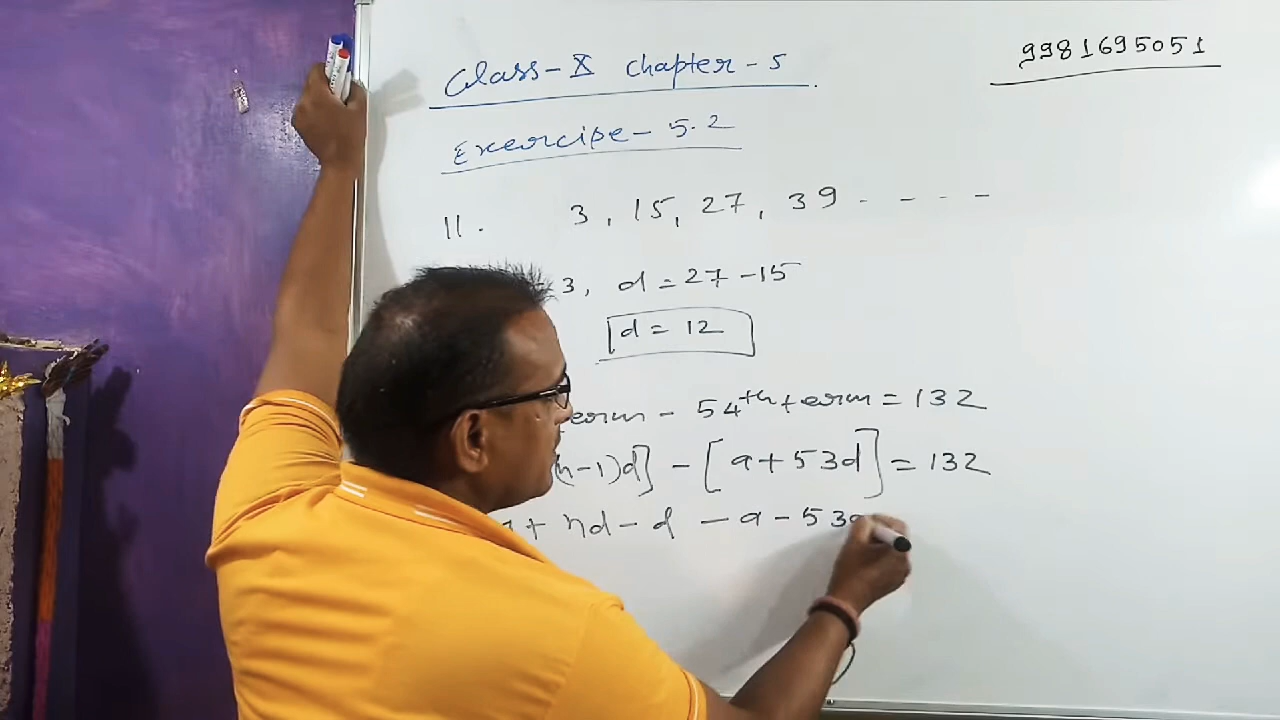 Class-X Chapter-5
9981695051
Exercise-5.2
11. 3, 15, 27, 39 - - - -
=3, d = 27-15
d = 12
erm - 54th term = 132
(n-1)d] - [a+53d] = 132
+ nd - d - a - 53d